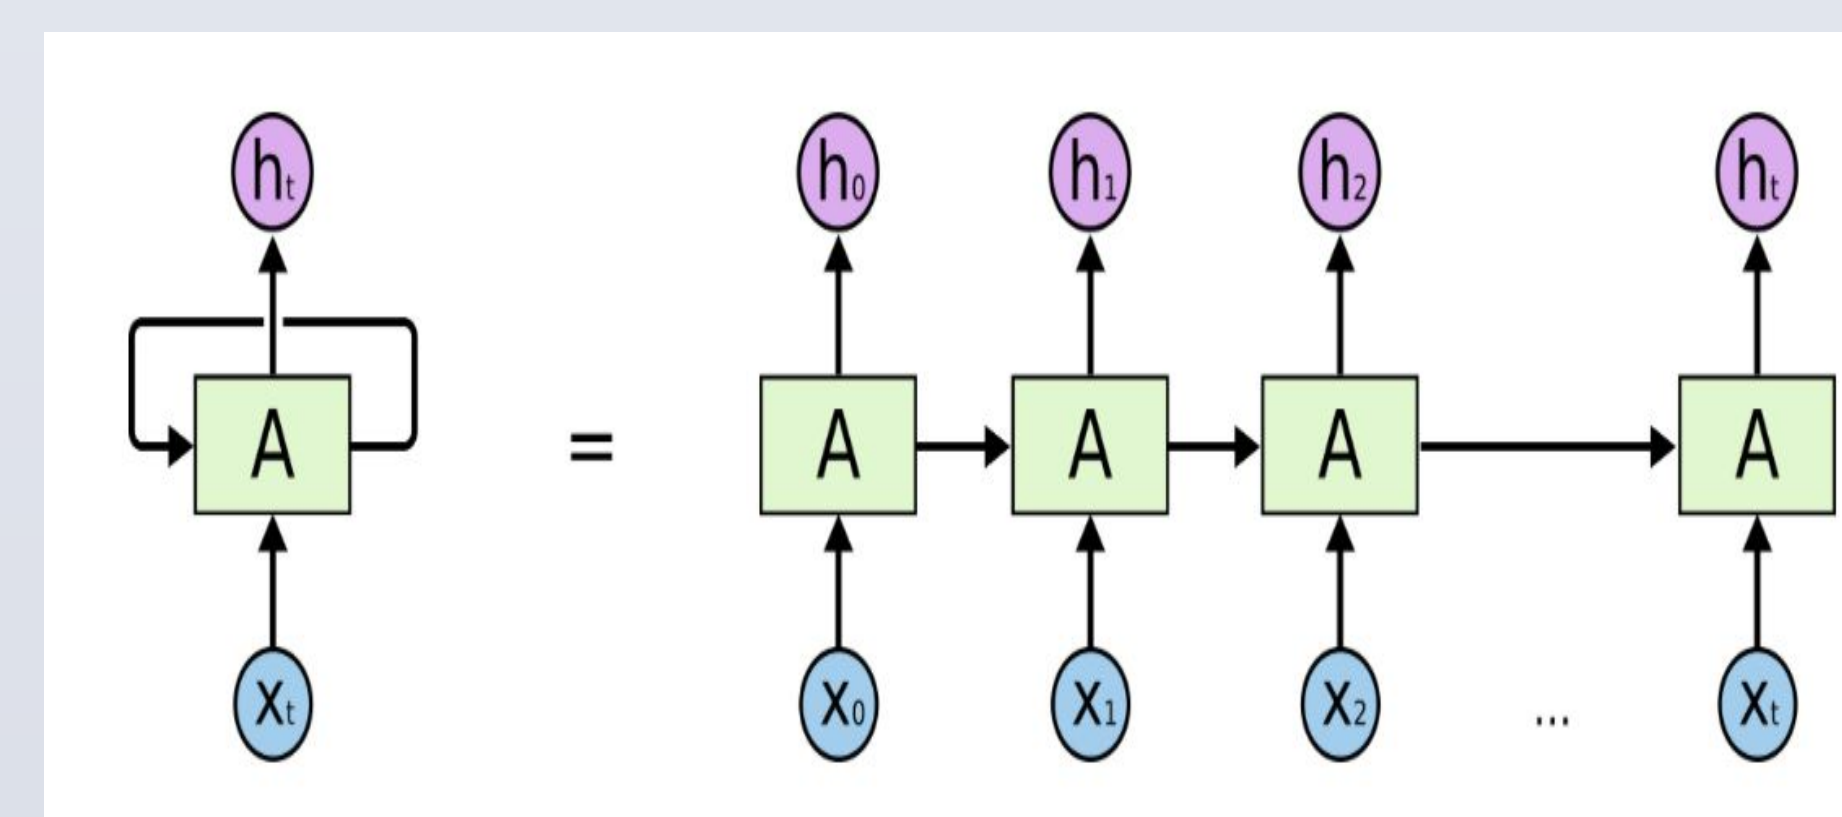 ht h0 h1 h2 ht
A = A A A A
xt x0 x1 x2 ... xt